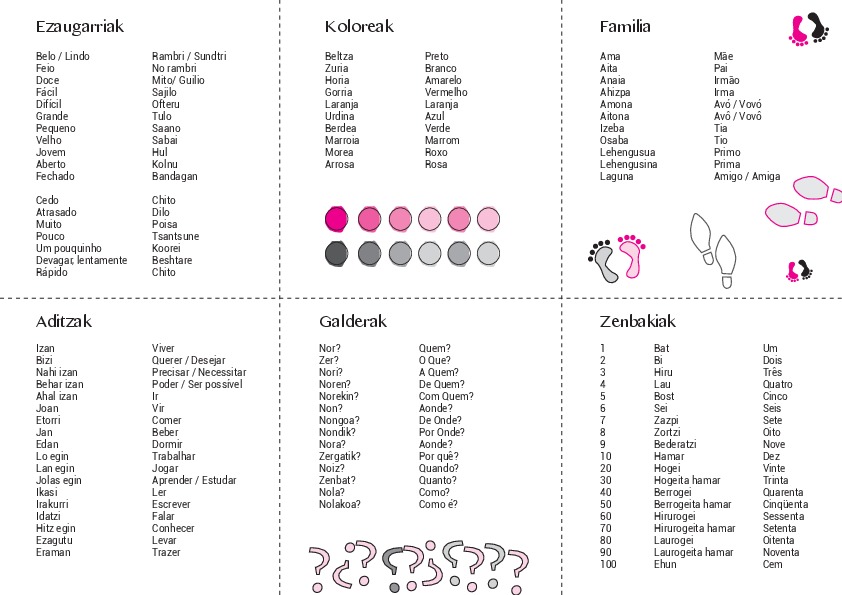 Ezaugarriak
Belo / Lindo Rambri / Sundtri
Feio No rambri
Doce Mito/ Guilio
Fácil Sajilo
Difícil Ofteru
Grande Tulo
Pequeno Saano
Velho Sabai
Jovem Hul
Aberto Kolnu
Fechado Bandagan
Cedo Chito
Atrasado Dilo
Muito Poisa
Pouco Tsantsune
Um pouquinho Koorei
Devagar, lentamente Beshtare
Rápido Chito
Koloreak
Beltza Preto
Zuria Branco
Horia Amarelo
Gorria Vermelho
Laranja Laranja
Urdina Azul
Berdea Verde
Marroia Marrom
Morea Roxo
Arrosa Rosa
Familia
Ama Mãe
Aita Pai
Anaia Irmão
Ahizpa Irma
Amona Avó / Vovó
Aitona Avô / Vovô
Izeba Tia
Osaba Tio
Lehengusua Primo
Lehengusina Prima
Laguna Amigo / Amiga
Aditzak
Izan Viver
Bizi Querer / Desejar
Nahi izan Precisar / Necessitar
Behar izan Poder / Ser possível
Ahal izan Ir
Joan Vir
Etorri Comer
Jan Beber
Edan Dormir
Lo egin Trabalhar
Lan egin Jogar
Jolas egin Aprender / Estudar
Ikasi Ler
Irakurri Escrever
Idatzi Falar
Hitz egin Conhecer
Ezagutu Levar
Eraman Trazer
Galderak
Nor? Quem?
Zer? O Que?
Nori? A Quem?
Noren? De Quem?
Norekin? Com Quem?
Non? Aonde?
Nongoa? De Onde?
Nondik? Por Onde?
Nora? Aonde?
Zergatik? Por quê?
Noiz? Quando?
Zenbat? Quanto?
Nola? Como?
Nolakoa? Como é?
Zenbakiak
1 Bat Um
2 Bi Dois
3 Hiru Três
4 Lau Quatro
5 Bost Cinco
6 Sei Seis
7 Zazpi Sete
8 Zortzi Oito
9 Bederatzi Nove
10 Hamar Dez
20 Hogei Vinte
30 Hogeita hamar Trinta
40 Berrogei Quarenta
50 Berrogeita hamar Cinqüenta
60 Hirurogei Sessenta
70 Hirurogeita hamar Setenta
80 Laurogei Oitenta
90 Laurogeita hamar Noventa
100 Ehun Cem